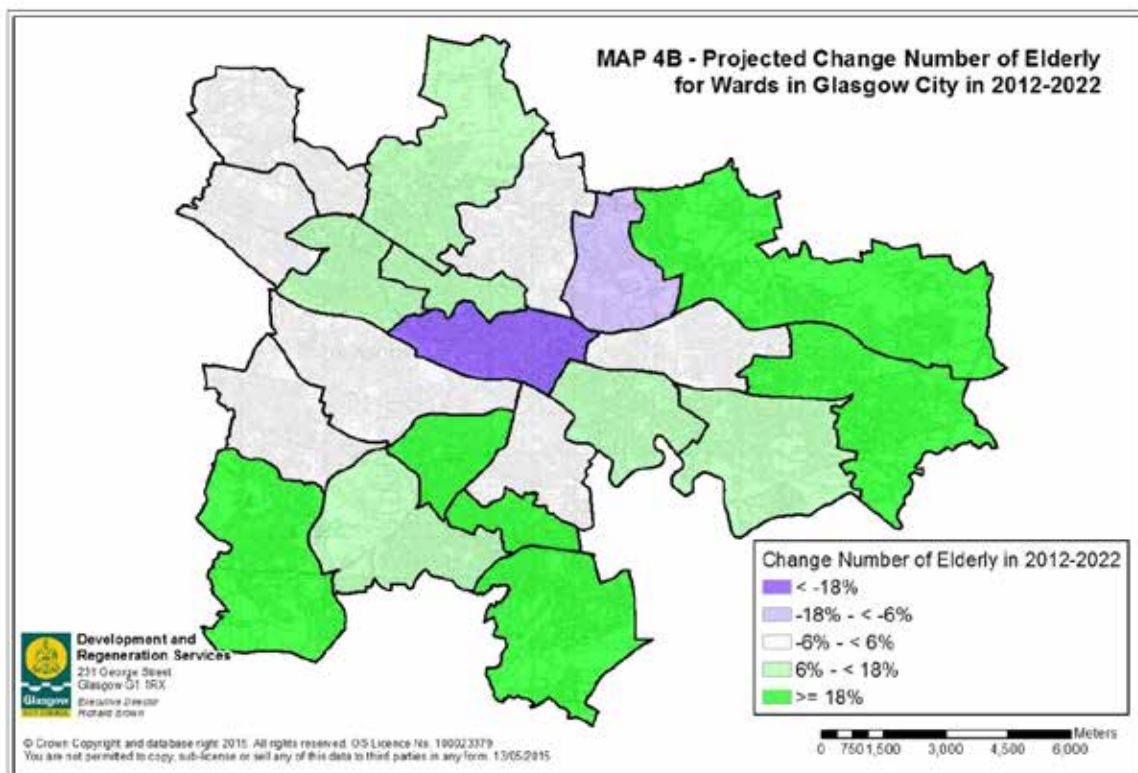 MAP 4B - Projected Change Number of Elderly
for Wards in Glasgow City in 2012-2022
Change Number of Elderly in 2012-2022
< -18%
-18% - < -6%
-6% - < 6%
6% - < 18%
>= 18%
Development and
Regeneration Services
231 George Street
Glasgow G1 1RX
Executive Director
Richard Brown
Glasgow
© Crown Copyright and database right 2015. All rights reserved. OS Licence No. 100023379
You are not permitted to copy, sub-license or sell any of this data to third parties in any form. 13/05/2015
Meters
0 750 1,500 3,000 4,500 6,000